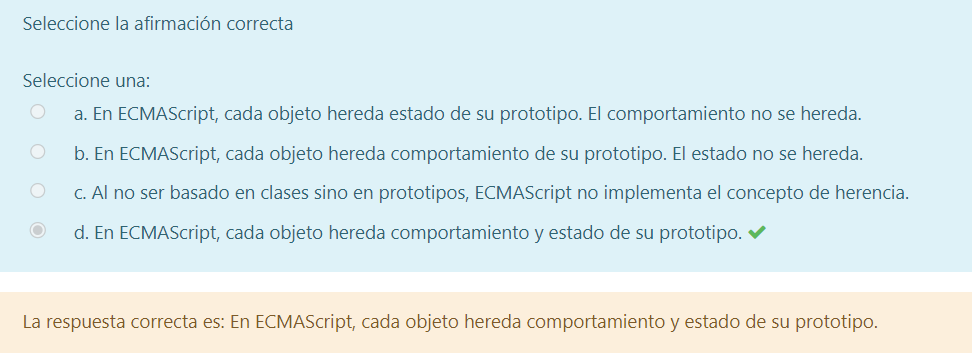 Seleccione la afirmación correcta
Seleccione una:
a. En ECMAScript, cada objeto hereda estado de su prototipo. El comportamiento no se hereda.
b. En ECMAScript, cada objeto hereda comportamiento de su prototipo. El estado no se hereda.
c. Al no ser basado en clases sino en prototipos, ECMAScript no implementa el concepto de herencia.
d. En ECMAScript, cada objeto hereda comportamiento y estado de su prototipo.
La respuesta correcta es: En ECMAScript, cada objeto hereda comportamiento y estado de su prototipo.